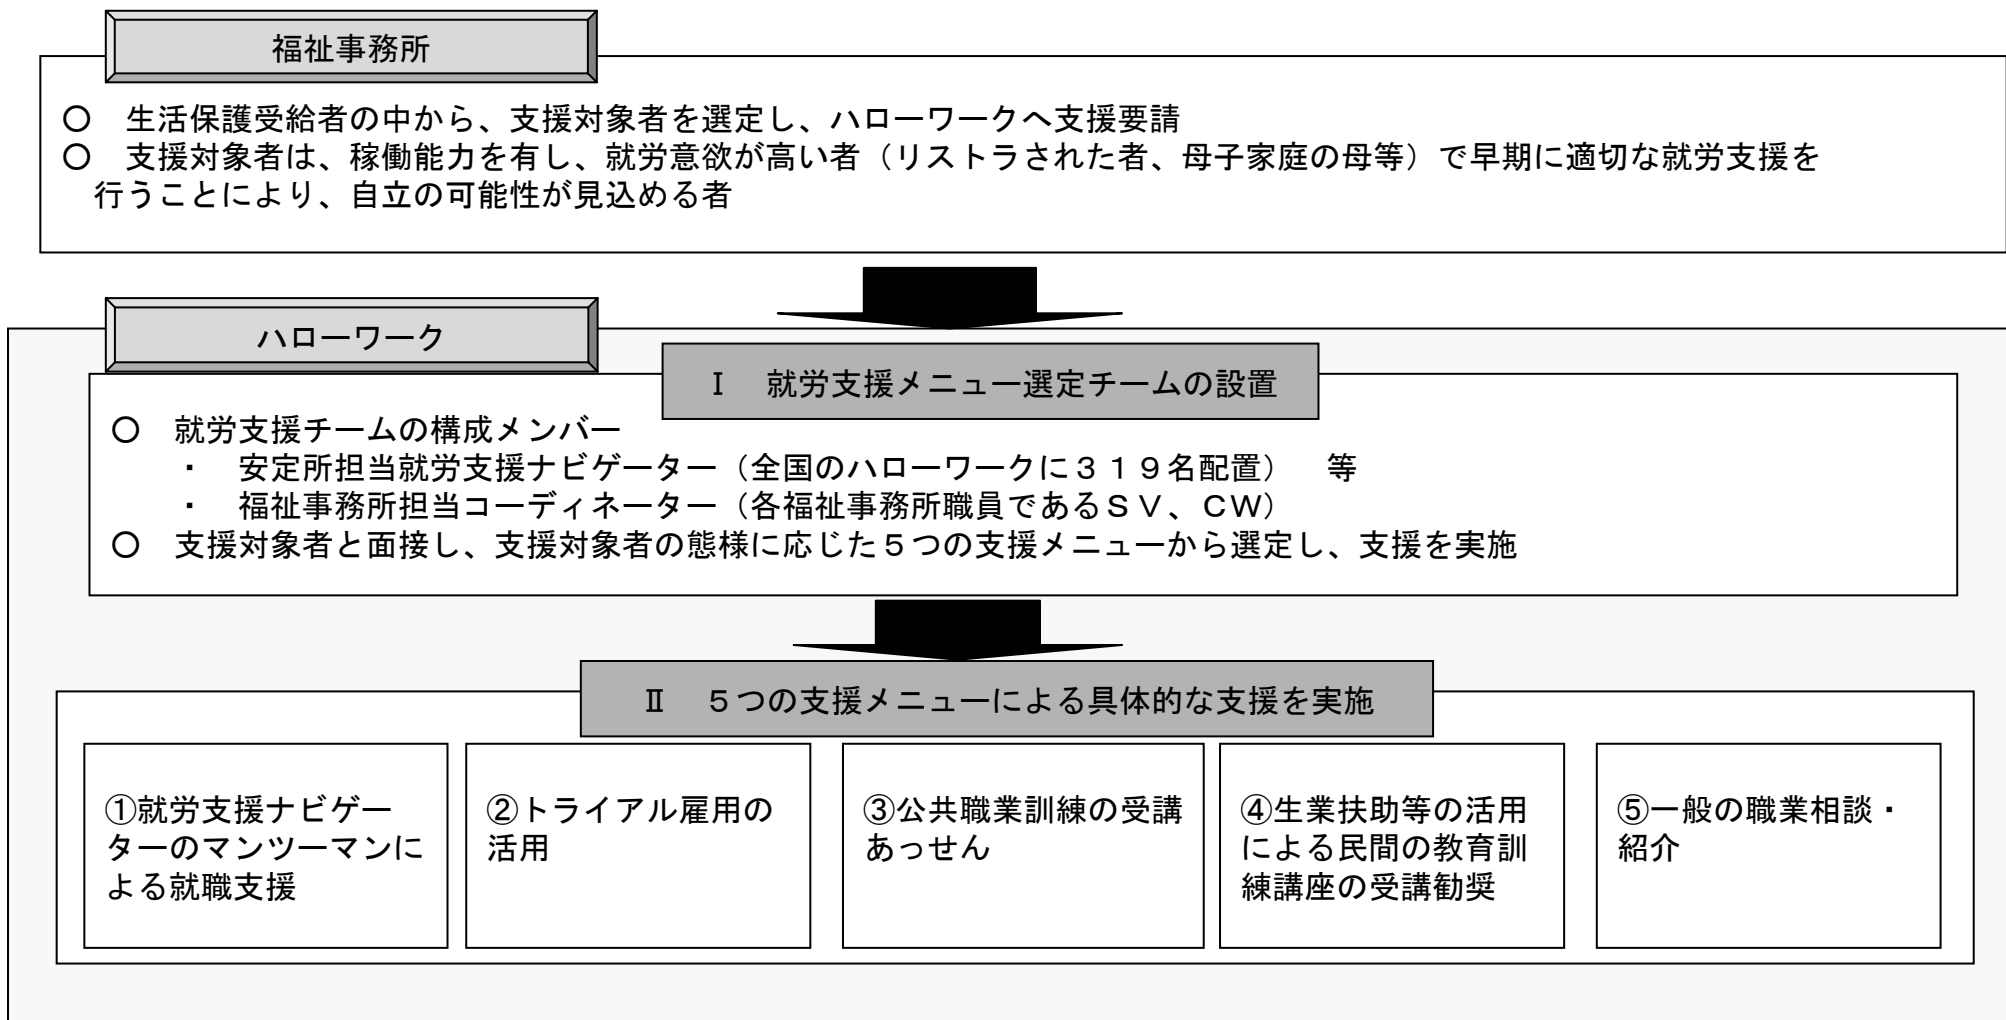 福祉事務所
○　生活保護受給者の中から、支援対象者を選定し、ハローワークへ支援要請
○　支援対象者は、稼働能力を有し、就労意欲が高い者（リストラされた者、母子家庭の母等）で早期に適切な就労支援を
行うことにより、自立の可能性が見込める者
ハローワーク
Ⅰ　就労支援メニュー選定チームの設置
○　就労支援チームの構成メンバー
・　安定所担当就労支援ナビゲーター（全国のハローワークに３１９名配置）　等
・　福祉事務所担当コーディネーター（各福祉事務所職員であるＳＶ、ＣＷ）
○　支援対象者と面接し、支援対象者の態様に応じた５つの支援メニューから選定し、支援を実施
Ⅱ　５つの支援メニューによる具体的な支援を実施
①就労支援ナビゲー
ターのマンツーマンに
よる就職支援
②トライアル雇用の
活用
③公共職業訓練の受講
あっせん
④生業扶助等の活用
による民間の教育訓
練講座の受講勧奨
⑤一般の職業相談・
紹介